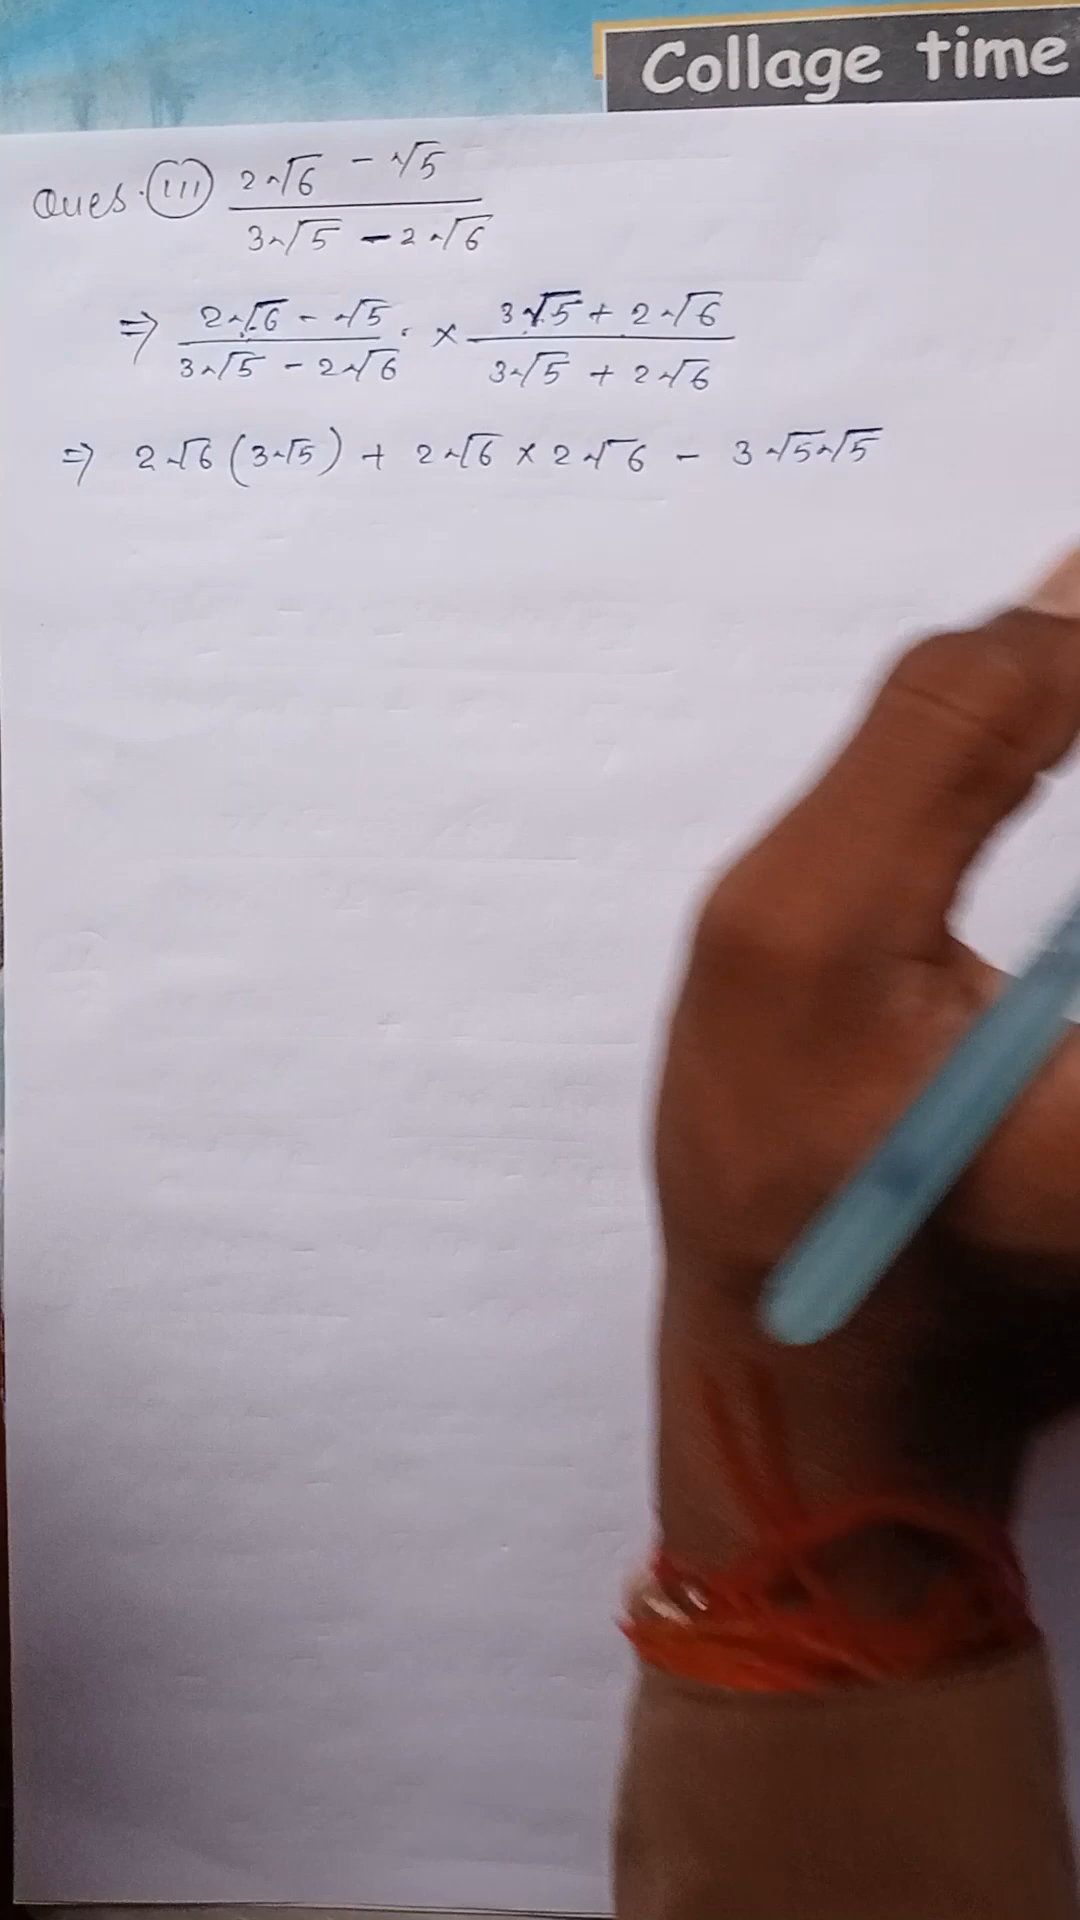 Collage time
Ques. (iii) (2√6 - √5)/(3√5 - 2√6)
⇒ (2√6 - √5)/(3√5 - 2√6) × (3√5 + 2√6)/(3√5 + 2√6)
⇒ 2√6 (3√5) + 2√6 × 2√6 - 3√5√5